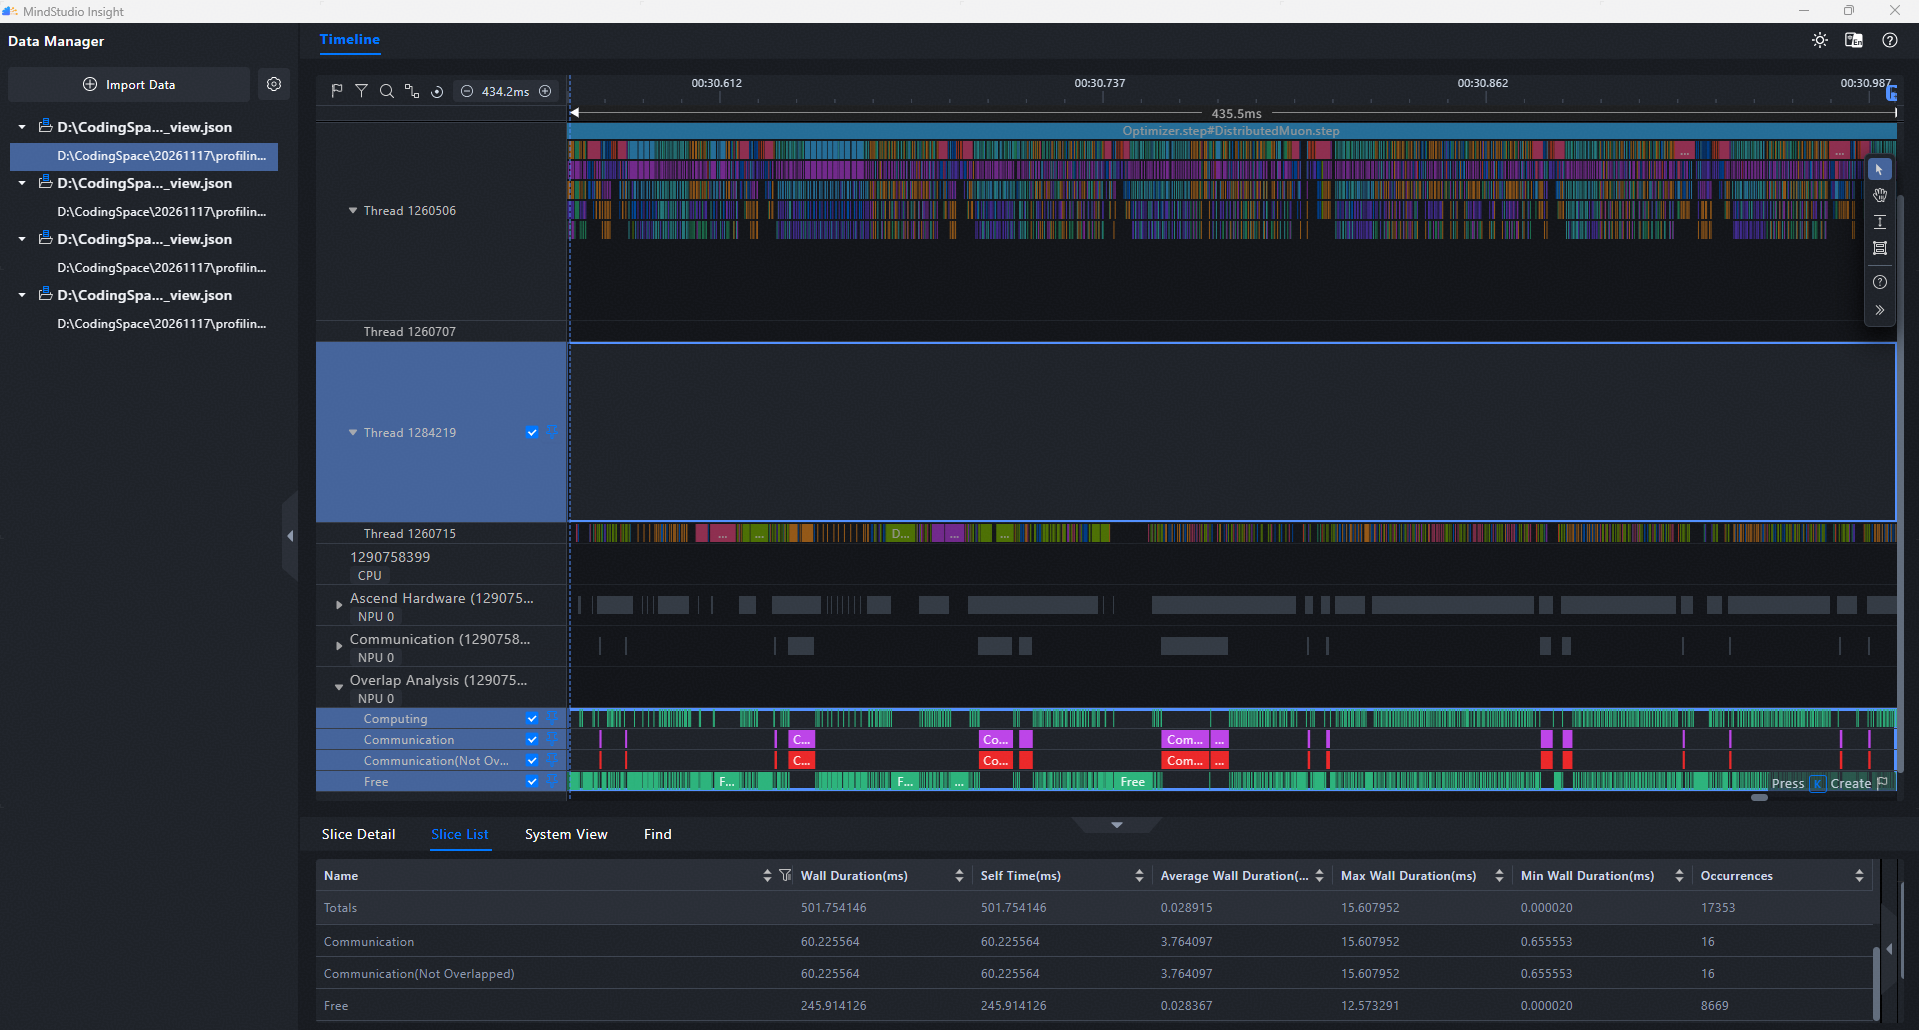 MindStudio Insight
Data Manager
Timeline
Import Data
434.2ms
00:30.612
00:30.737
00:30.862
00:30.987
435.5ms
D:\CodingSpa..._view.json
D:\CodingSpace\20261117\profilin...
D:\CodingSpa..._view.json
D:\CodingSpace\20261117\profilin...
D:\CodingSpa..._view.json
D:\CodingSpace\20261117\profilin...
D:\CodingSpa..._view.json
D:\CodingSpace\20261117\profilin...
Optimizer.step#DistributedMuon.step
... ...
Thread 1260506
Thread 1260707
Thread 1284219
Thread 1260715
... ... D... ... ...
1290758399
CPU
Ascend Hardware (129075...
NPU 0
Communication (1290758...
NPU 0
Overlap Analysis (129075...
NPU 0
Computing
Communication
C... Co... Com... ...
Communication(Not Ov...
C... Co... Com... ...
Free
F... F... ... Free
Press K Create
Slice Detail
Slice List
System View
Find
Name Wall Duration(ms) Self Time(ms) Average Wall Duration(... Max Wall Duration(ms) Min Wall Duration(ms) Occurrences
Totals 501.754146 501.754146 0.028915 15.607952 0.000020 17353
Communication 60.225564 60.225564 3.764097 15.607952 0.655553 16
Communication(Not Overlapped) 60.225564 60.225564 3.764097 15.607952 0.655553 16
Free 245.914126 245.914126 0.028367 12.573291 0.000020 8669